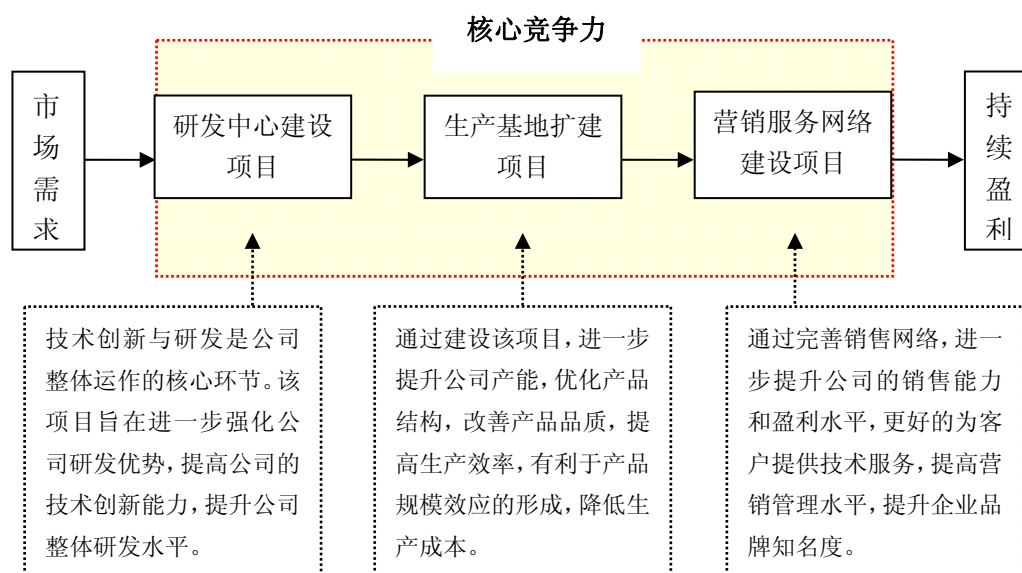 核心竞争力
市
场
需
求
研发中心建设
项目
生产基地扩建
项目
营销服务网络
建设项目
持
续
盈
利
技术创新与研发是公司
整体运作的核心环节。该
项目旨在进一步强化公
司研发优势，提高公司的
技术创新能力，提升公司
整体研发水平。
通过建设该项目，进一步
提升公司产能，优化产品
结构，改善产品品质，提
高生产效率，有利于产品
规模效应的形成，降低生
产成本。
通过完善销售网络，进一
步提升公司的销售能力
和盈利水平，更好的为客
户提供技术服务，提高营
销管理水平，提升企业品
牌知名度。